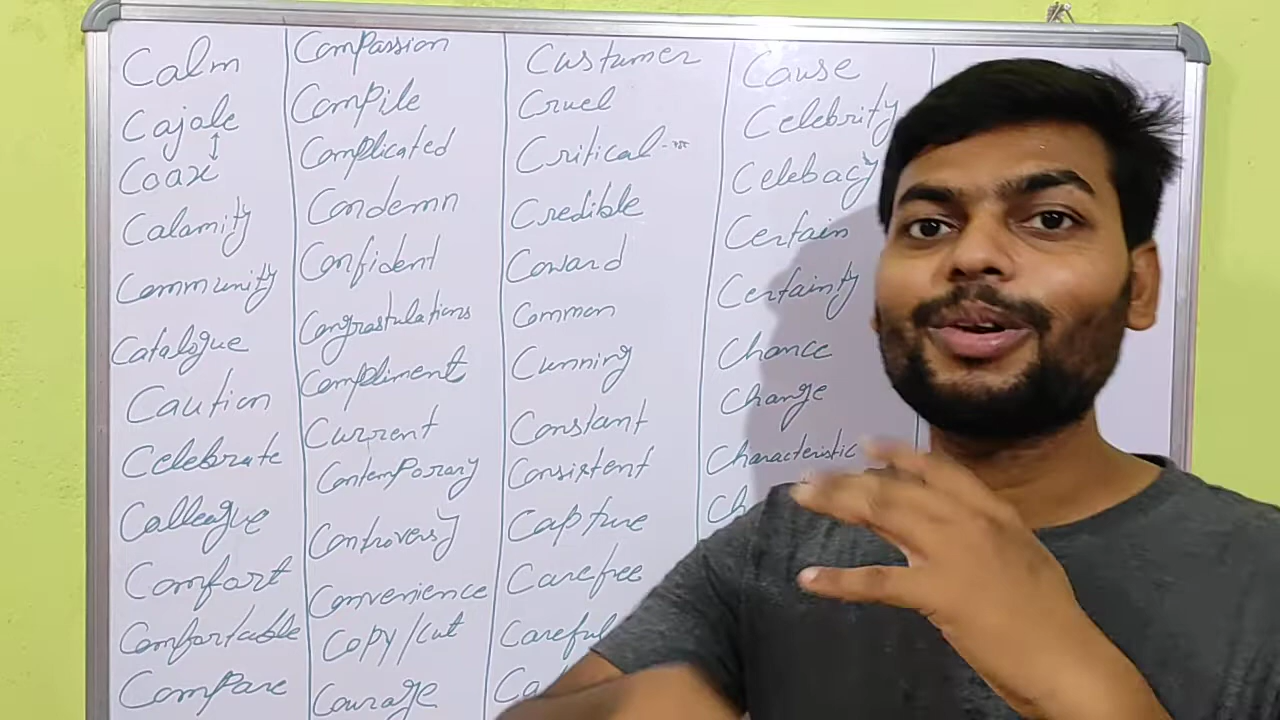 Calm
Cajole
Coax
Calamity
Community
Catalogue
Caution
Celebrate
Colleague
Comfort
Comfortable
Compare
Compassion
Compile
Complicated
Condemn
Confident
Congrastulations
Compliment
Current
Contemporary
Controversy
Convenience
Copy/Cut
Courage
Custumer
Cruel
Critical
Credible
Coward
Common
Cunning
Constant
Consistent
Capture
Carefree
Careful
Cause
Celebrity
Celebacy
Certain
Certainty
Chance
Change
Characteristic